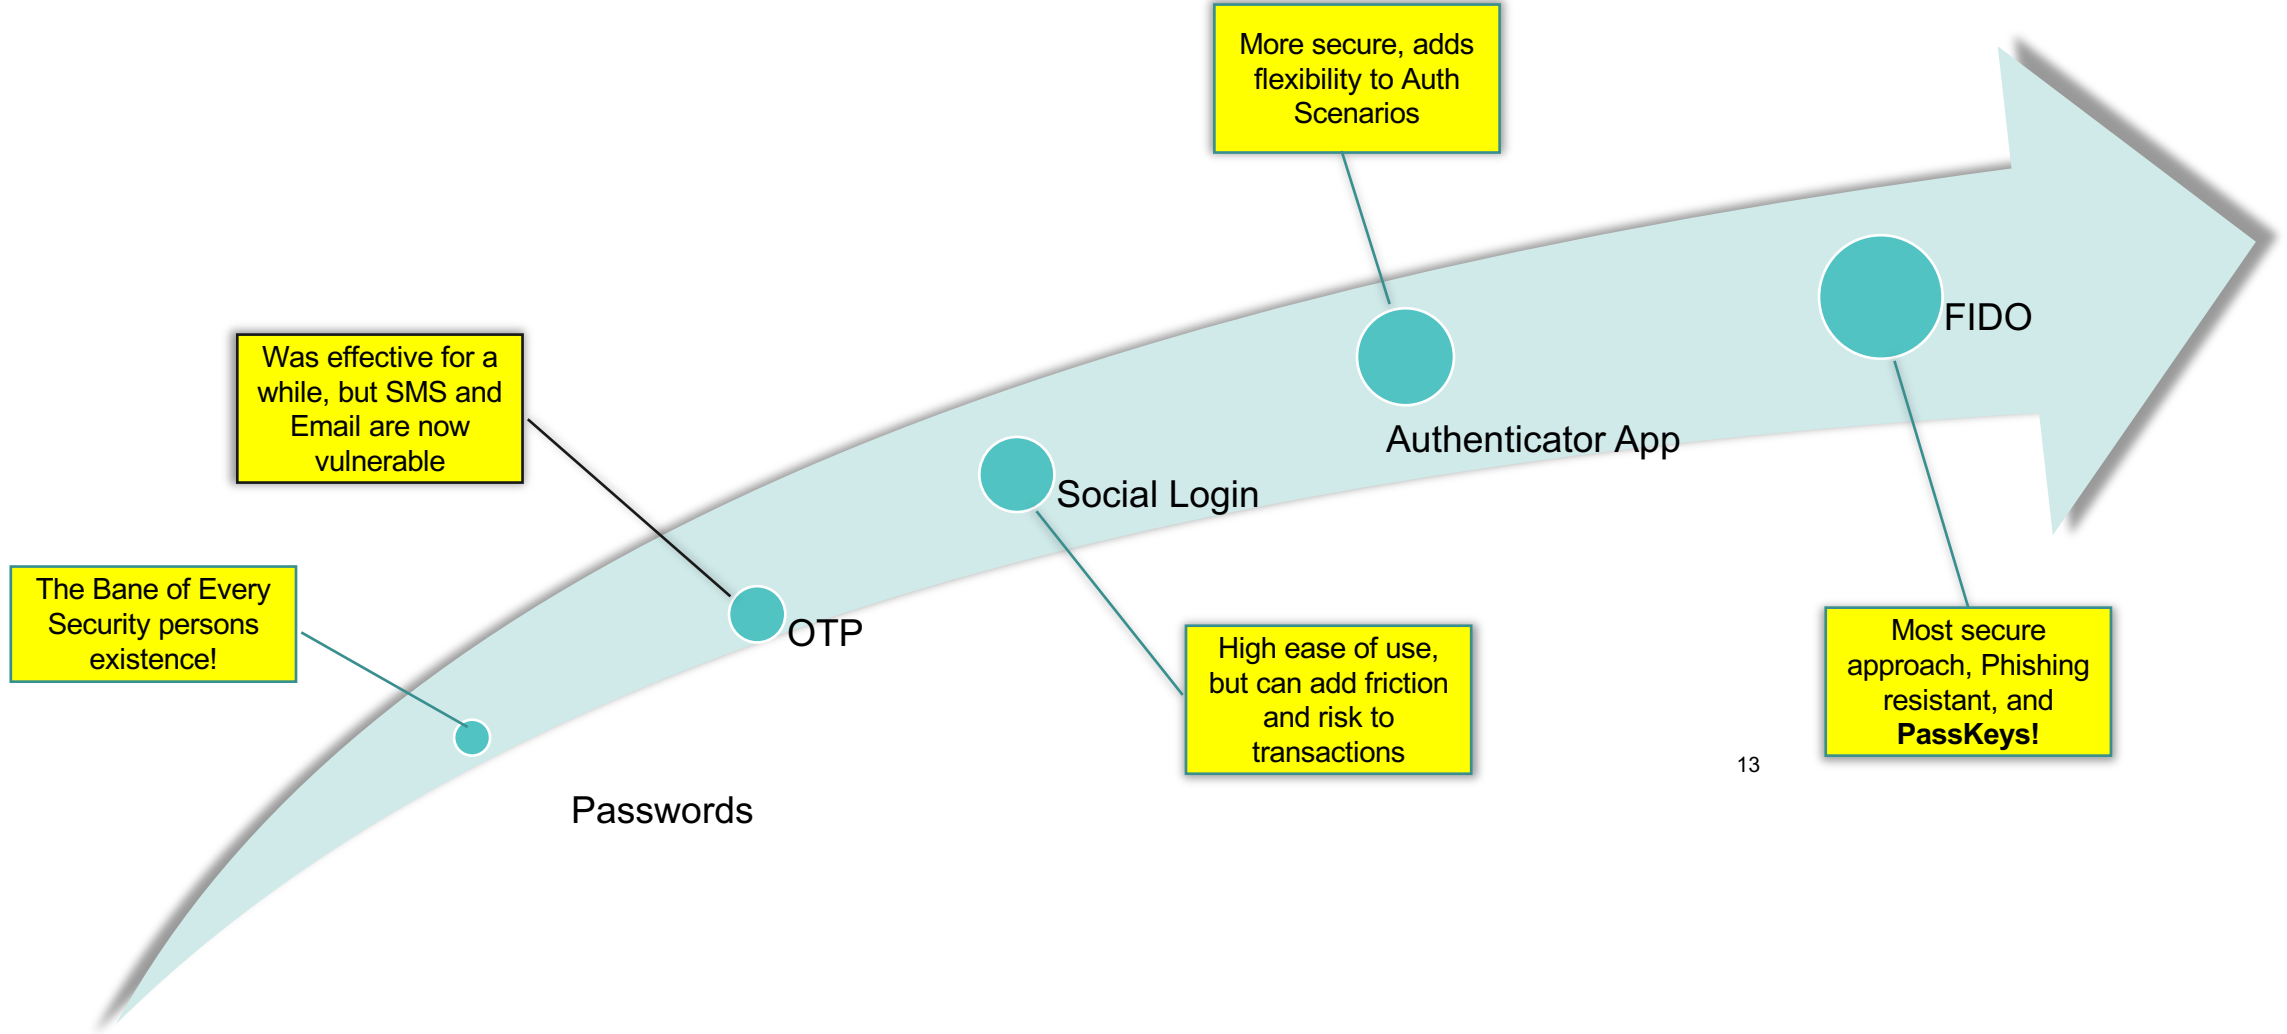 More secure, adds
flexibility to Auth
Scenarios
FIDO
Was effective for a
while, but SMS and
Email are now
vulnerable
Authenticator App
Social Login
The Bane of Every
Security persons
existence!
OTP
High ease of use,
but can add friction
and risk to
transactions
Most secure
approach, Phishing
resistant, and
PassKeys!
13
Passwords